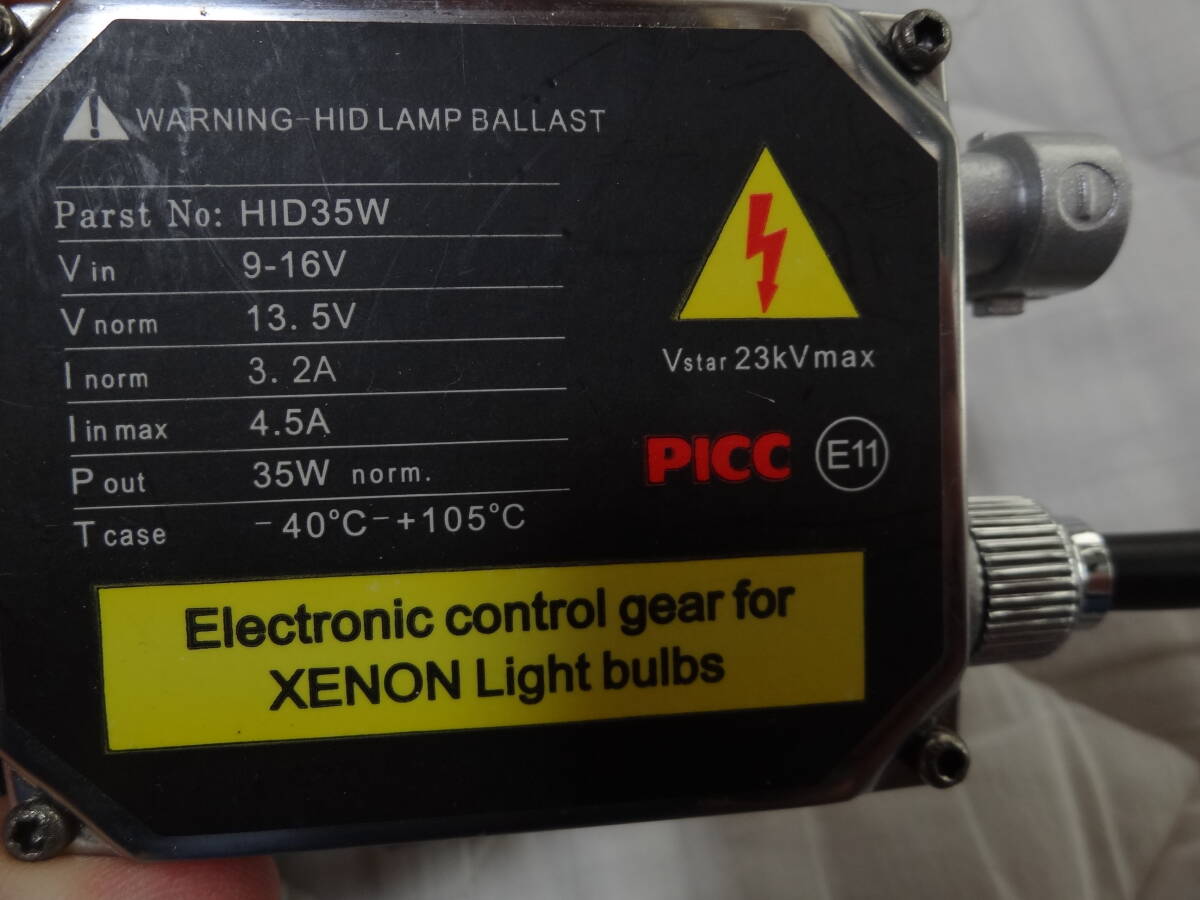 ! WARNING-HID LAMP BALLAST
Parst No: HID35W
V in 9-16V
V norm 13.5V
I norm 3.2A
I in max 4.5A
P out 35W norm.
T case -40°C-+105°C
Vstar 23kVmax
PICC E11
Electronic control gear for
XENON Light bulbs